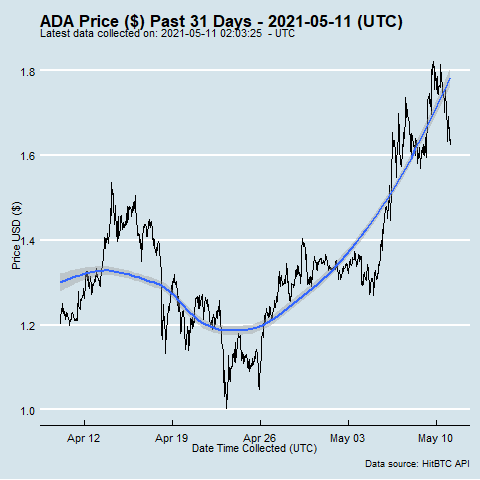 ADA Price ($) Past 31 Days - 2021-05-11 (UTC)
Latest data collected on: 2021-05-11 02:03:25 - UTC
1.8
1.6
1.4
1.2
1.0
Price USD ($)
Apr 12 Apr 19 Apr 26 May 03 May 10
Date Time Collected (UTC)
Data source: HitBTC API